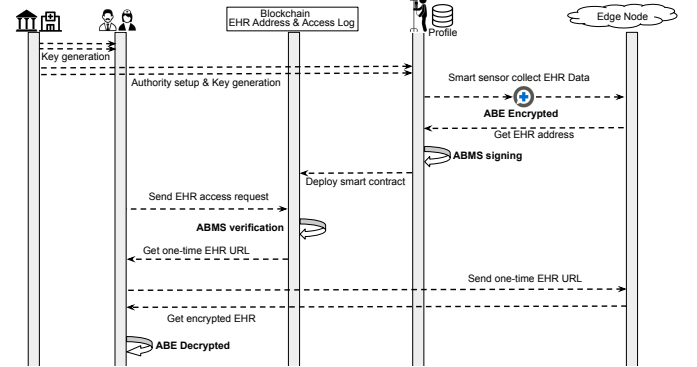 Blockchain
EHR Address & Access Log
Profile
Edge Node
Key generation
Authority setup & Key generation
Smart sensor collect EHR Data
ABE Encrypted
Get EHR address
ABMS signing
Deploy smart contract
Send EHR access request
ABMS verification
Get one-time EHR URL
Send one-time EHR URL
Get encrypted EHR
ABE Decrypted